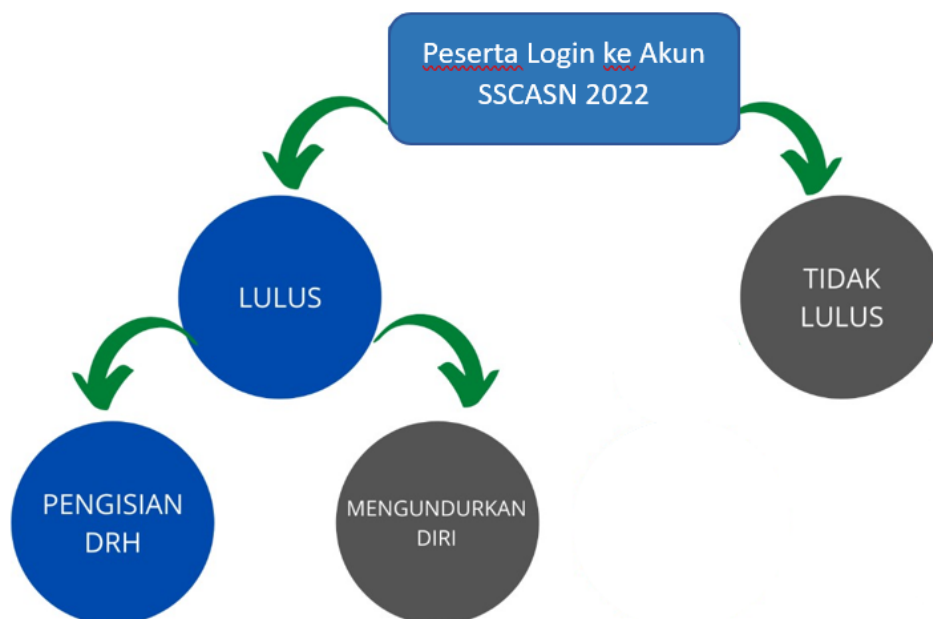 Peserta Login ke Akun
SSCASN 2022
LULUS
TIDAK
LULUS
PENGISIAN
DRH
MENGUNDURKAN
DIRI